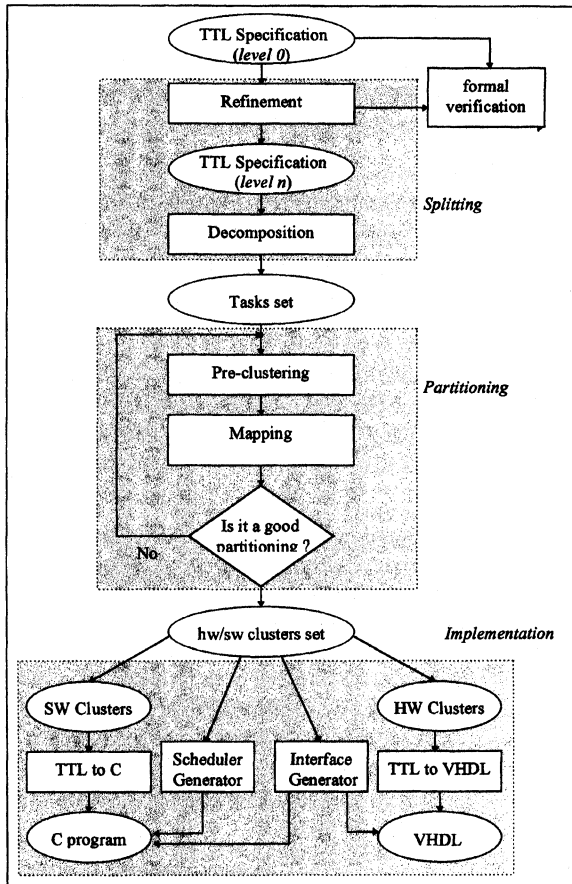 TTL Specification
(level 0)
formal
verification
Refinement
TTL Specification
(level n)
Splitting
Decomposition
Tasks set
Pre-clustering
Partitioning
Mapping
Is it a good
partitioning ?
No
hw/sw clusters set
Implementation
SW Clusters
HW Clusters
TTL to C
Scheduler
Generator
Interface
Generator
TTL to VHDL
C program
VHDL